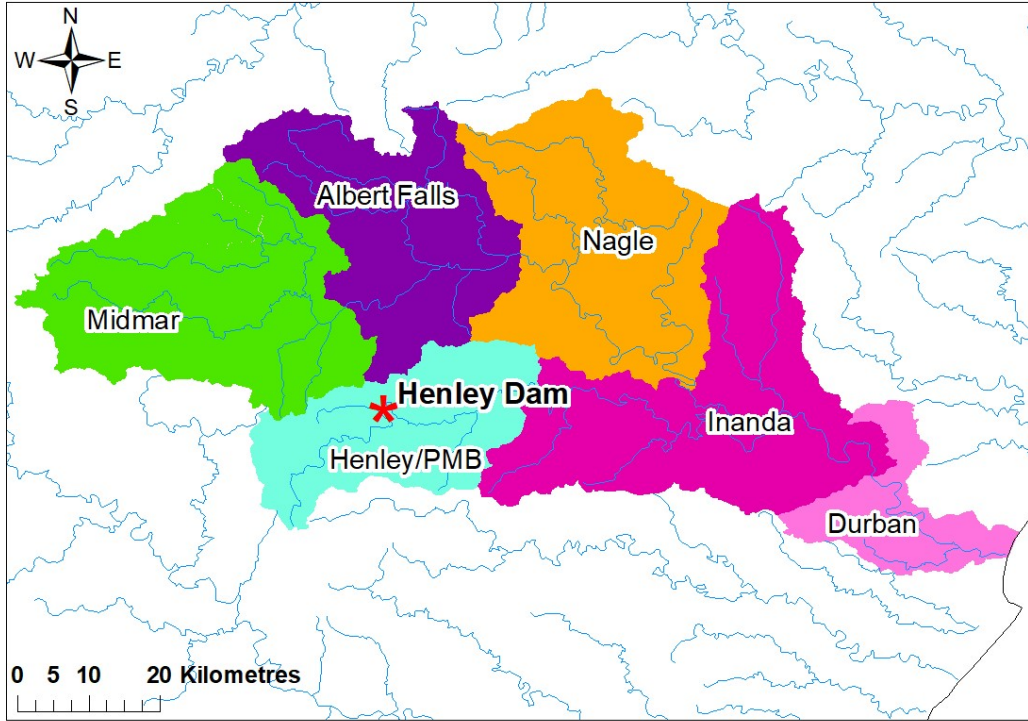 N
W E
S
Albert Falls
Nagle
Midmar
Henley Dam
Inanda
Henley/PMB
Durban
0 5 10 20 Kilometres